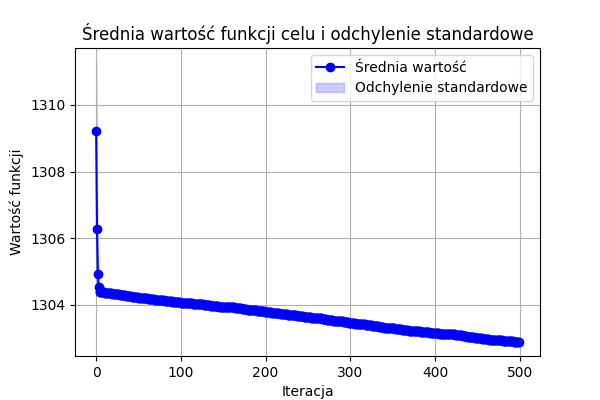 Średnia wartość funkcji celu i odchylenie standardowe
Średnia wartość
Odchylenie standardowe
Wartość funkcji
1310
1308
1306
1304
0 100 200 300 400 500
Iteracja